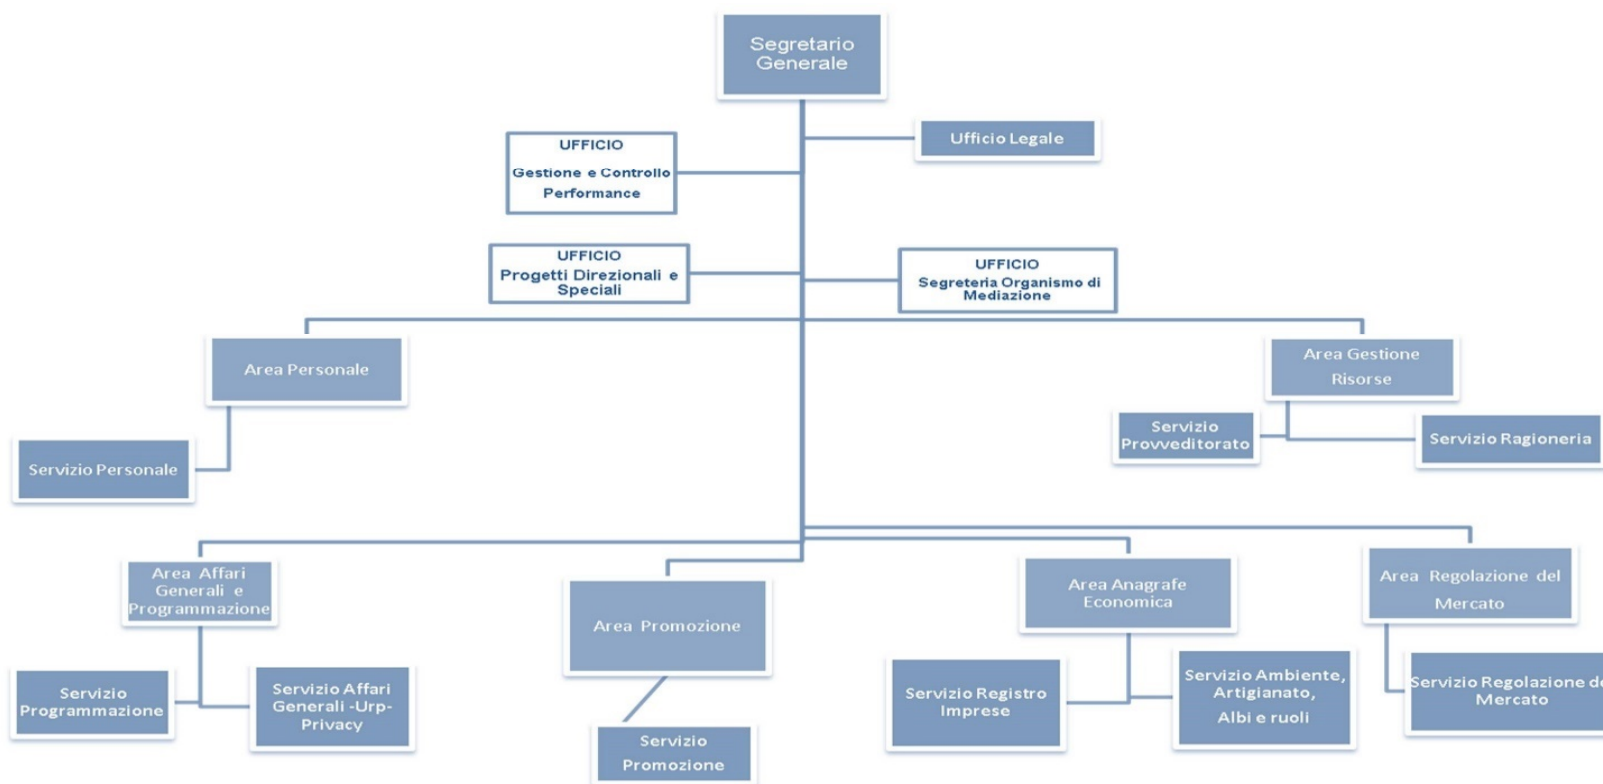 Segretario
Generale
Ufficio Legale
UFFICIO
Gestione e Controllo
Performance
UFFICIO
Progetti Direzionali e
Speciali
UFFICIO
Segreteria Organismo di
Mediazione
Area Personale
Area Gestione
Risorse
Servizio Personale
Servizio
Provveditorato
Servizio Ragioneria
Area Affari
Generali e
Programmazione
Area Promozione
Area Anagrafe
Economica
Area Regolazione del
Mercato
Servizio
Programmazione
Servizio Affari
Generali -Urp-
Privacy
Servizio
Promozione
Servizio Registro
Imprese
Servizio Ambiente,
Artigianato,
Albi e ruoli
Servizio Regolazione de
Mercato